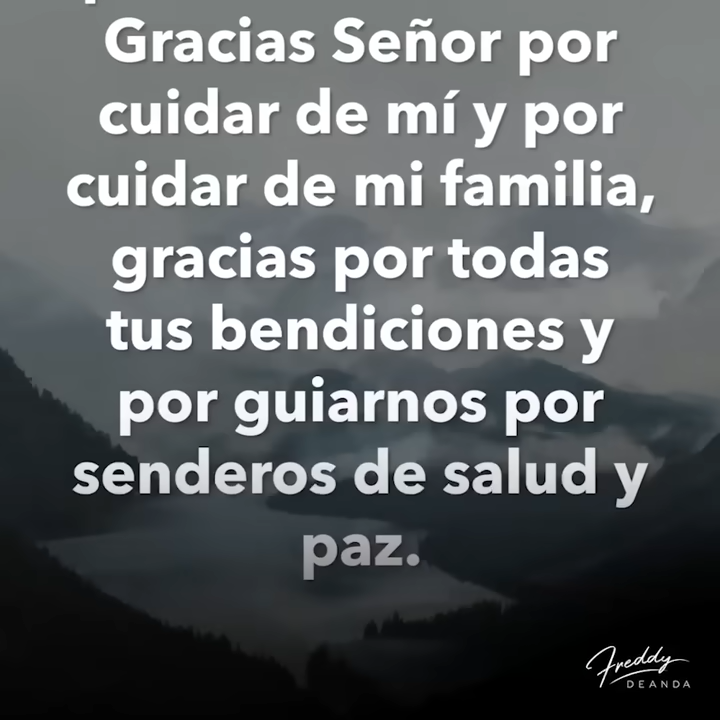 Gracias Señor por
cuidar de mí y por
cuidar de mi familia,
gracias por todas
tus bendiciones y
por guiarnos por
senderos de salud y
paz.
Freddy
DEANDA